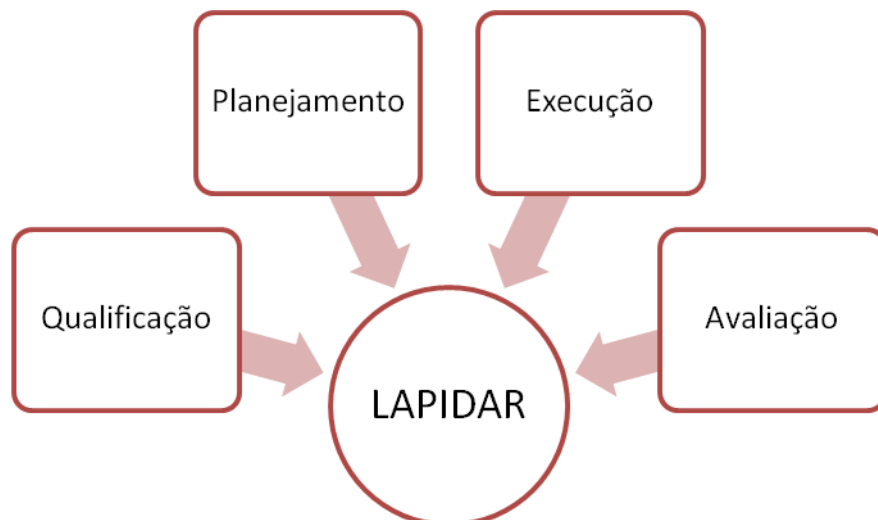 Planejamento
Execução
Qualificação
Avaliação
LAPIDAR